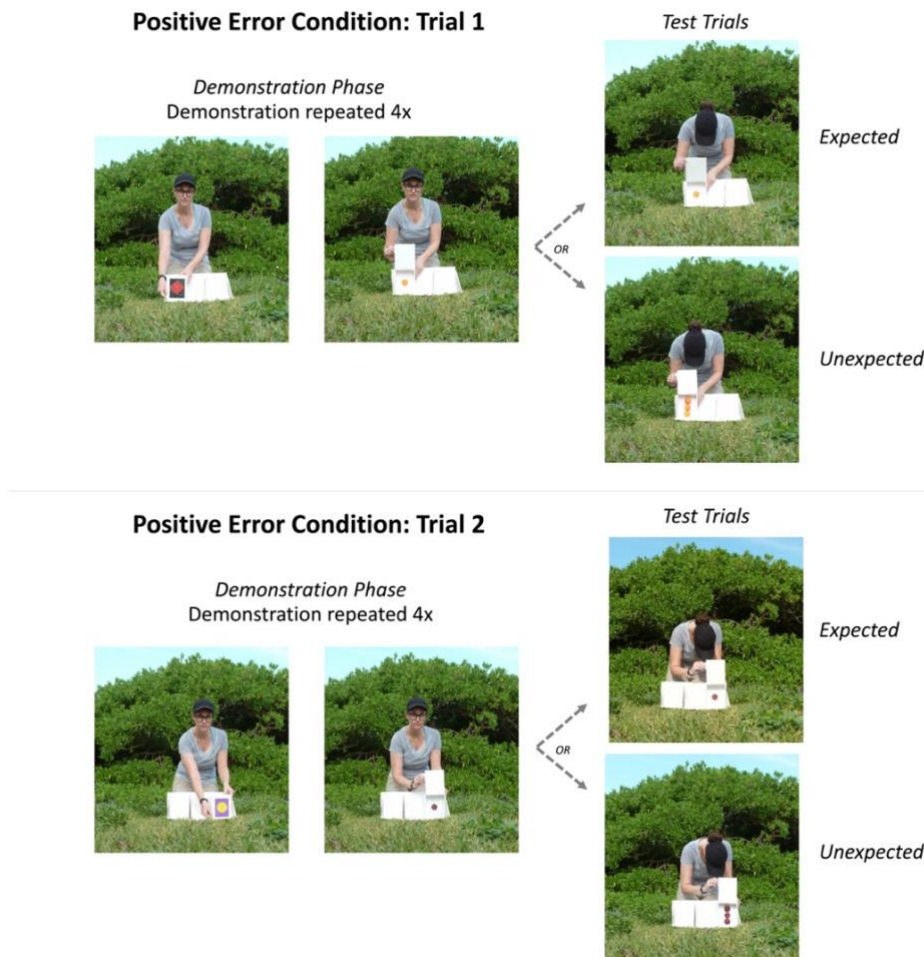 Positive Error Condition: Trial 1
Test Trials
Demonstration Phase
Demonstration repeated 4x
Expected
OR
Unexpected
Positive Error Condition: Trial 2
Test Trials
Demonstration Phase
Demonstration repeated 4x
Expected
OR
Unexpected